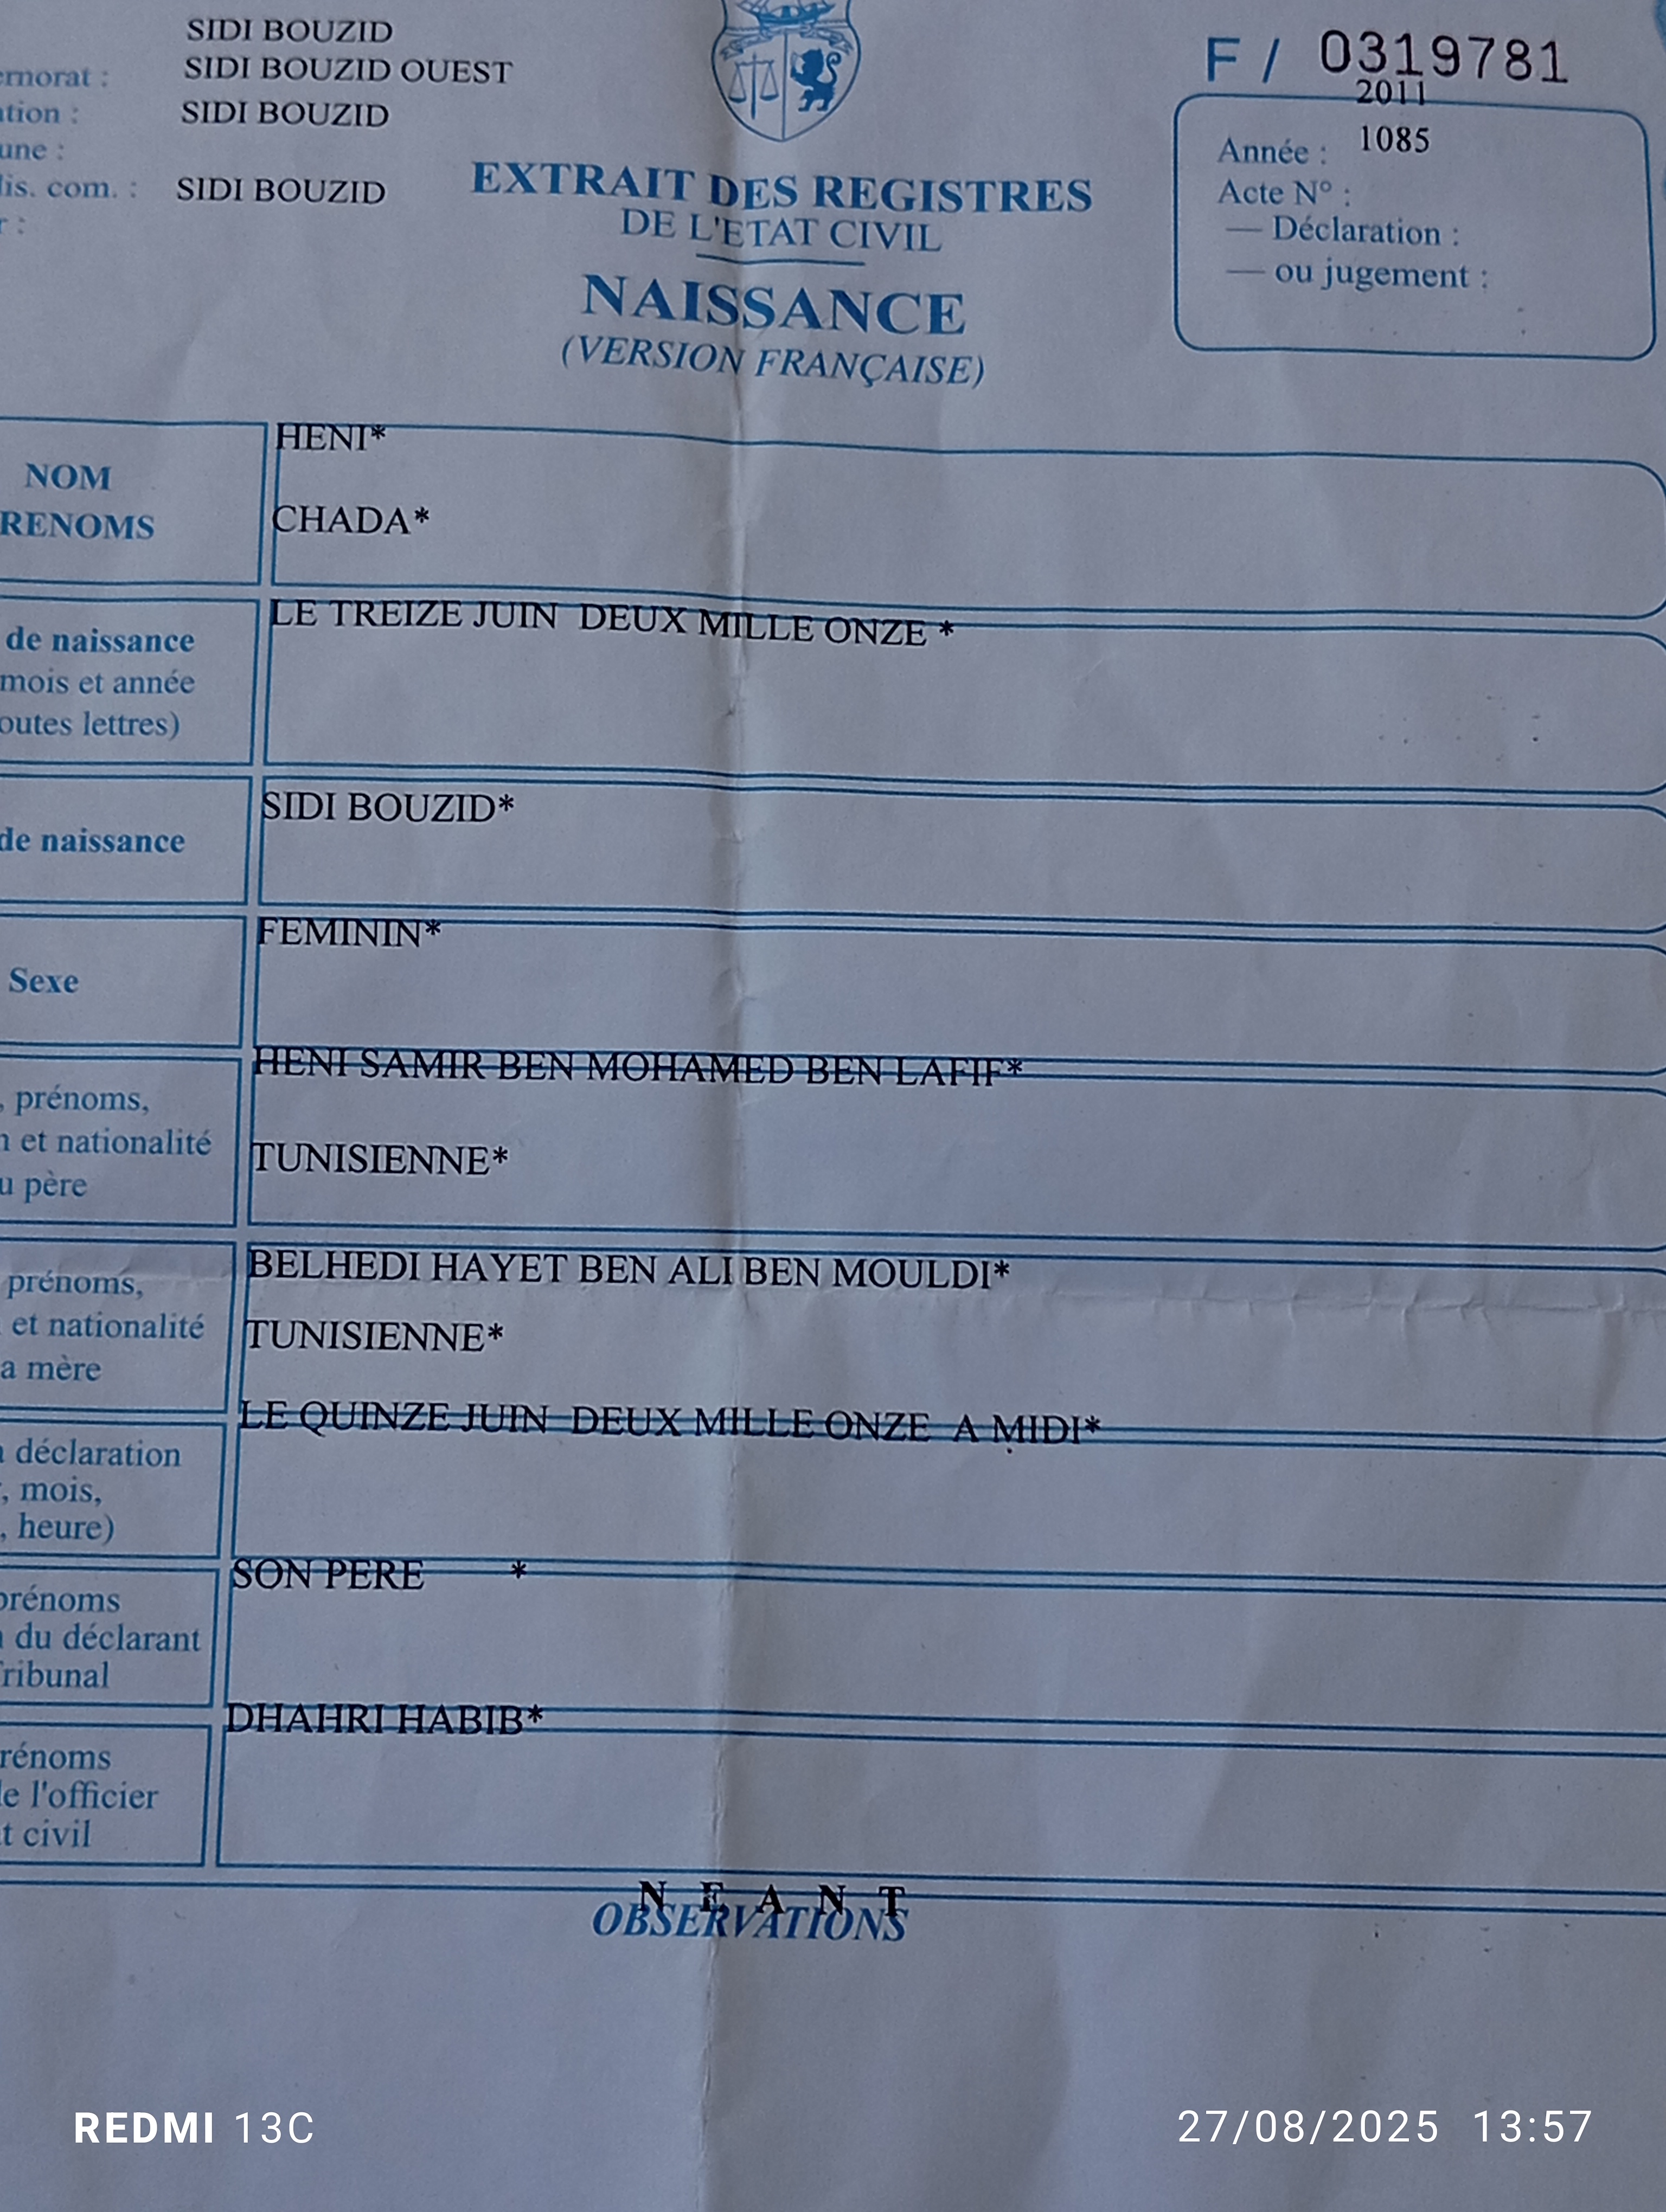 SIDI BOUZID
F / 0319781
SIDI BOUZID OUEST
2011
SIDI BOUZID
Année : 1085
une :
lis. com. : SIDI BOUZID
EXTRAIT DES REGISTRES
Acte N° :
DE L'ETAT CIVIL
— Déclaration :
— ou jugement :
NAISSANCE
(VERSION FRANÇAISE)
HENI*
NOM
CHADA*
RENOMS
LE TREIZE JUIN DEUX MILLE ONZE *
de naissance
mois et année
outes lettres)
SIDI BOUZID*
de naissance
FEMININ*
Sexe
HENI SAMIR BEN MOHAMED BEN LAFIF*
, prénoms,
n et nationalité
TUNISIENNE*
u père
BELHEDI HAYET BEN ALI BEN MOULDI*
prénoms,
et nationalité
TUNISIENNE*
a mère
LE QUINZE JUIN DEUX MILLE ONZE A MIDI*
déclaration
, mois,
, heure)
SON PERE *
prénoms
du déclarant
Tribunal
DHAHRI HABIB*
rénoms
de l'officier
t civil
N E A N T
OBSERVATIONS
REDMI 13C
27/08/2025 13:57